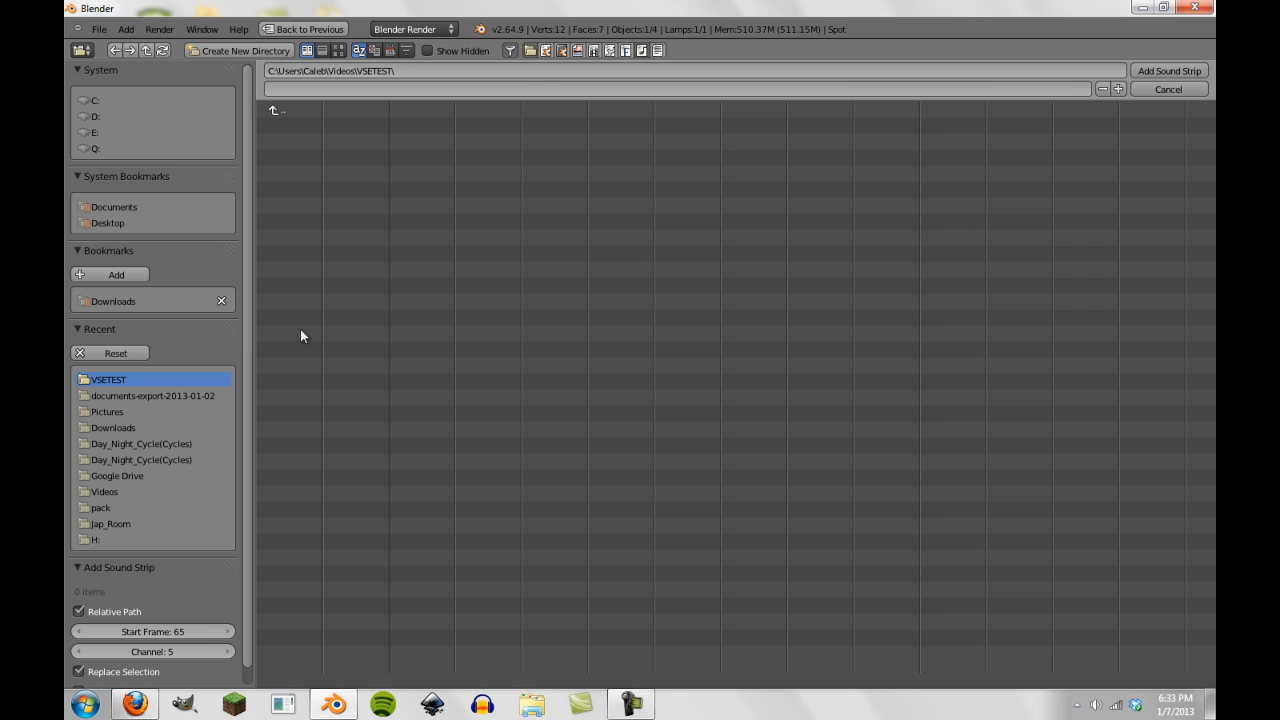 Blender
File Add Render Window Help Back to Previous Blender Render v2.64.9 | Verts:12 | Faces:7 | Objects:1/4 | Lamps:1/1 | Mem:510.37M (511.15M) | Spot
Create New Directory Show Hidden
System
C:\Users\Caleb\Videos\VSETEST\ Add Sound Strip
Cancel
C:
..
D:
E:
Q:
System Bookmarks
Documents
Desktop
Bookmarks
Add
Downloads
Recent
Reset
VSETEST
documents-export-2013-01-02
Pictures
Downloads
Day_Night_Cycle(Cycles)
Day_Night_Cycle(Cycles)
Google Drive
Videos
pack
Jap_Room
H:
Add Sound Strip
0 items
Relative Path
Start Frame: 65
Channel: 5
Replace Selection
6:33 PM
1/7/2013